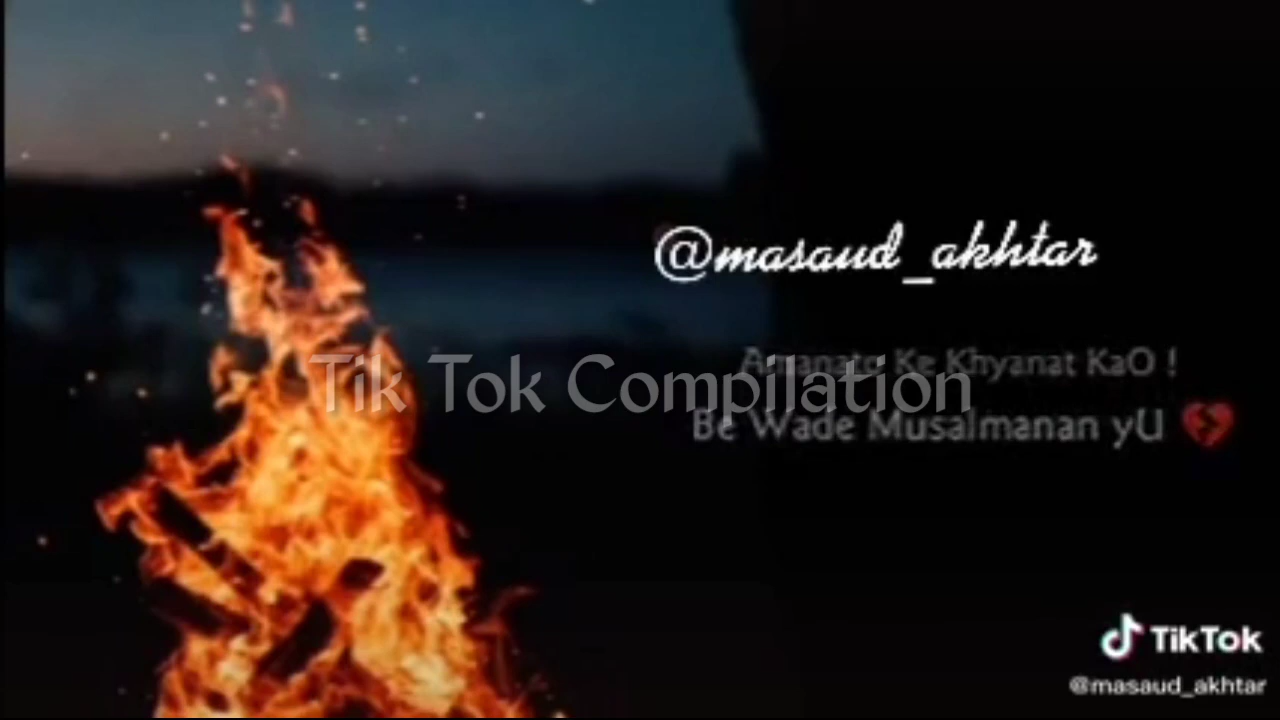 @masaud_akhtar
Amanato Ke Khyanat KaO !
Tik Tok Compilation
Be Wade Musalmanan yU 💔
TikTok
@masaud_akhtar